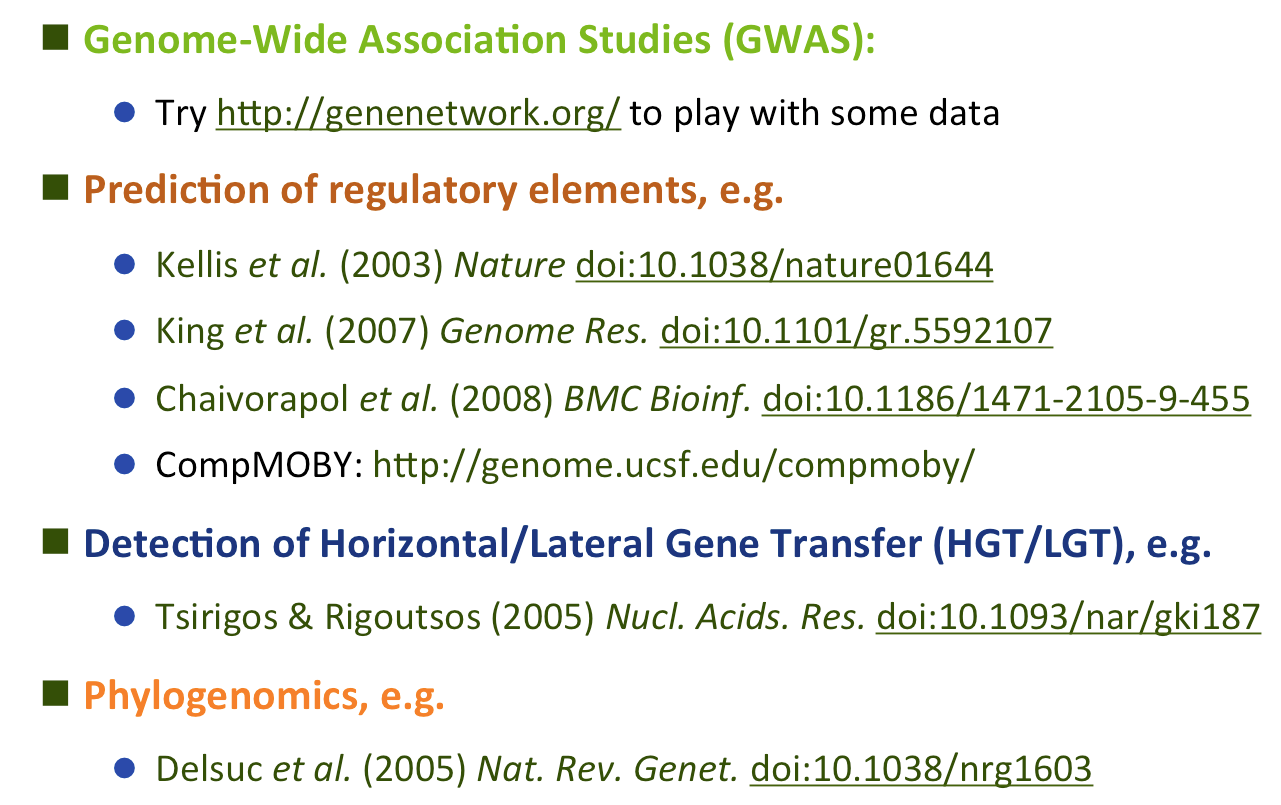 Genome-Wide Association Studies (GWAS):
Try http://genenetwork.org/ to play with some data
Prediction of regulatory elements, e.g.
Kellis et al. (2003) Nature doi:10.1038/nature01644
King et al. (2007) Genome Res. doi:10.1101/gr.5592107
Chaivorapol et al. (2008) BMC Bioinf. doi:10.1186/1471-2105-9-455
CompMOBY: http://genome.ucsf.edu/compmoby/
Detection of Horizontal/Lateral Gene Transfer (HGT/LGT), e.g.
Tsirigos & Rigoutsos (2005) Nucl. Acids. Res. doi:10.1093/nar/gki187
Phylogenomics, e.g.
Delsuc et al. (2005) Nat. Rev. Genet. doi:10.1038/nrg1603